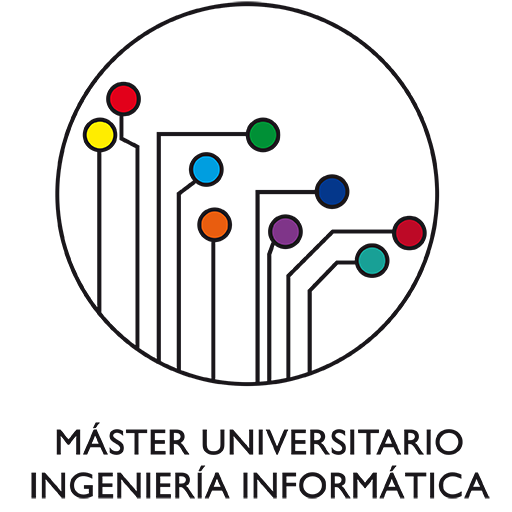 MÁSTER UNIVERSITARIO
INGENIERÍA INFORMÁTICA